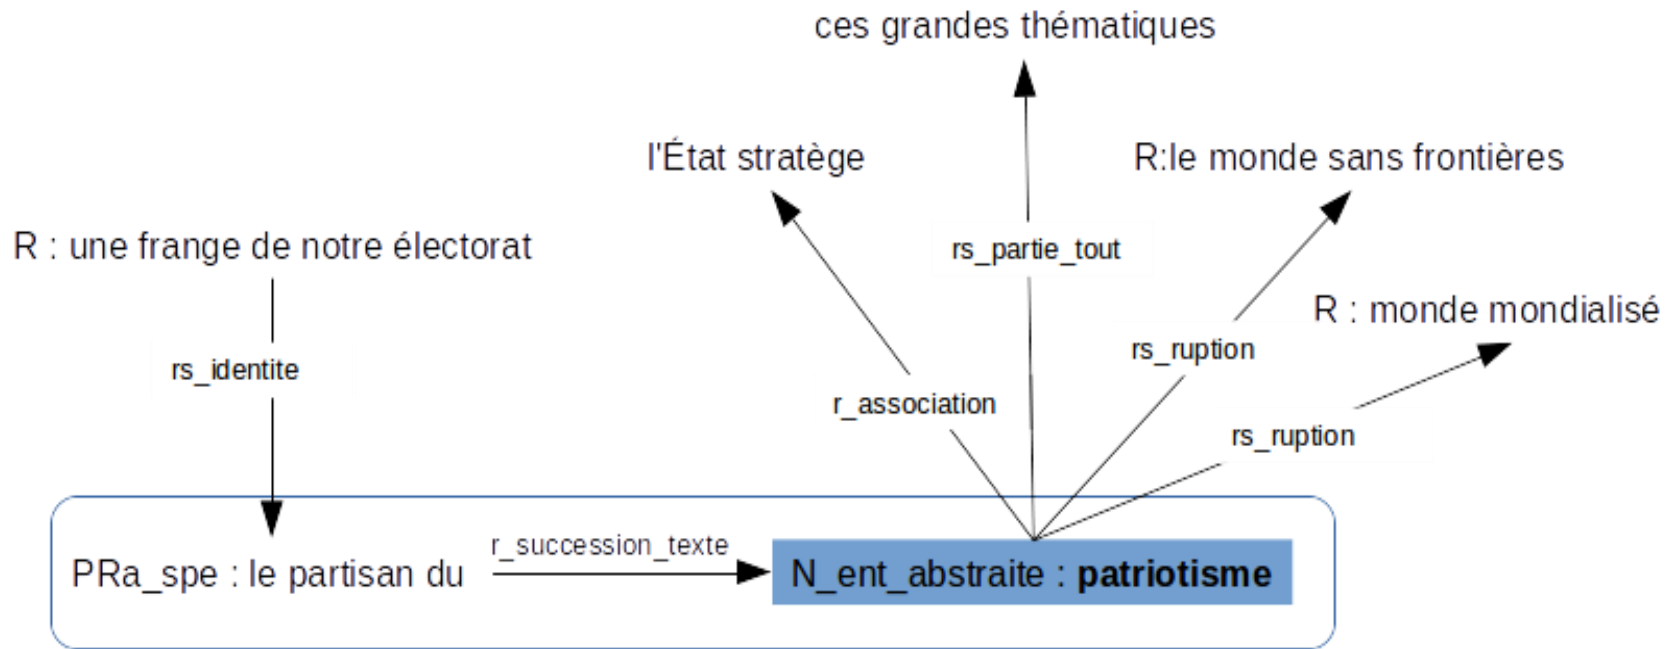 ces grandes thématiques
l'État stratège
R:le monde sans frontières
R : une frange de notre électorat
rs_partie_tout
R : monde mondialisé
rs_ruption
rs_identite
r_association
rs_ruption
r_succession_texte
PRa_spe : le partisan du
N_ent_abstraite : patriotisme